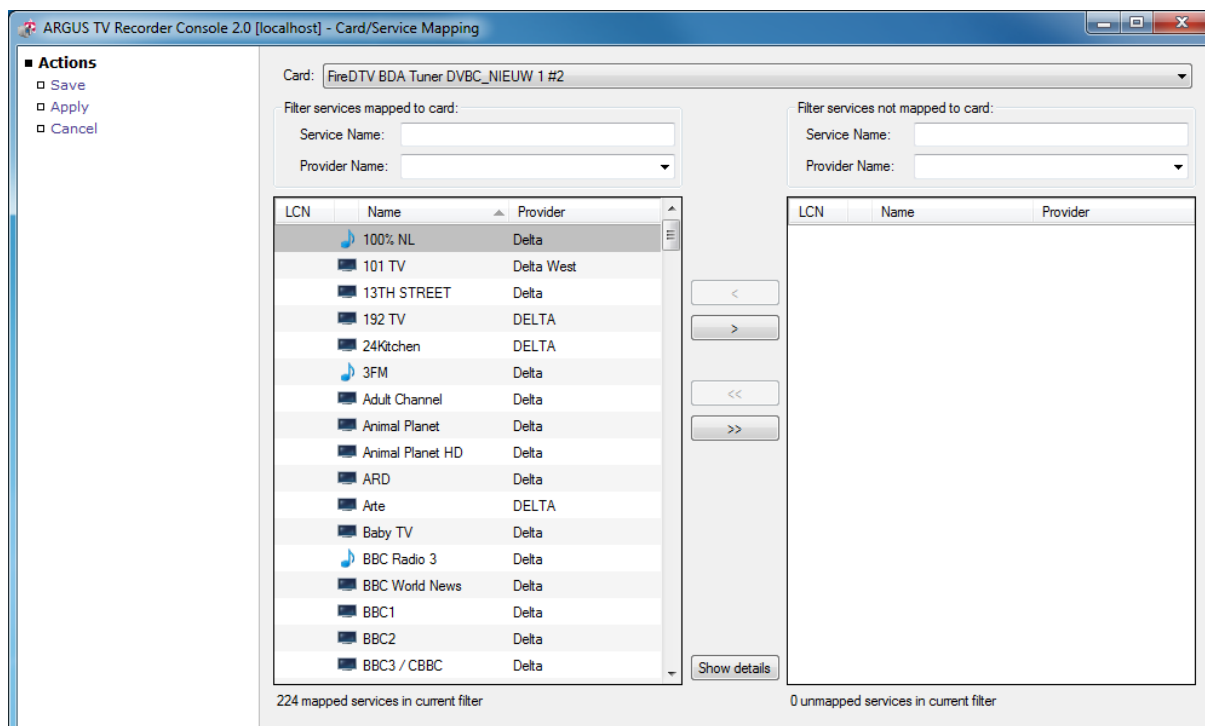 ARGUS TV Recorder Console 2.0 [localhost] - Card/Service Mapping
Actions
Save
Apply
Cancel
Card: FireDTV BDA Tuner DVBC_NIEUW 1 #2
Filter services mapped to card:
Service Name:
Provider Name:
LCN Name Provider
100% NL Delta
101 TV Delta West
13TH STREET Delta
192 TV DELTA
24Kitchen DELTA
3FM Delta
Adult Channel Delta
Animal Planet Delta
Animal Planet HD Delta
ARD Delta
Arte DELTA
Baby TV Delta
BBC Radio 3 Delta
BBC World News Delta
BBC1 Delta
BBC2 Delta
BBC3 / CBBC Delta
224 mapped services in current filter
<
>
<<
>>
Show details
Filter services not mapped to card:
Service Name:
Provider Name:
LCN Name Provider
0 unmapped services in current filter